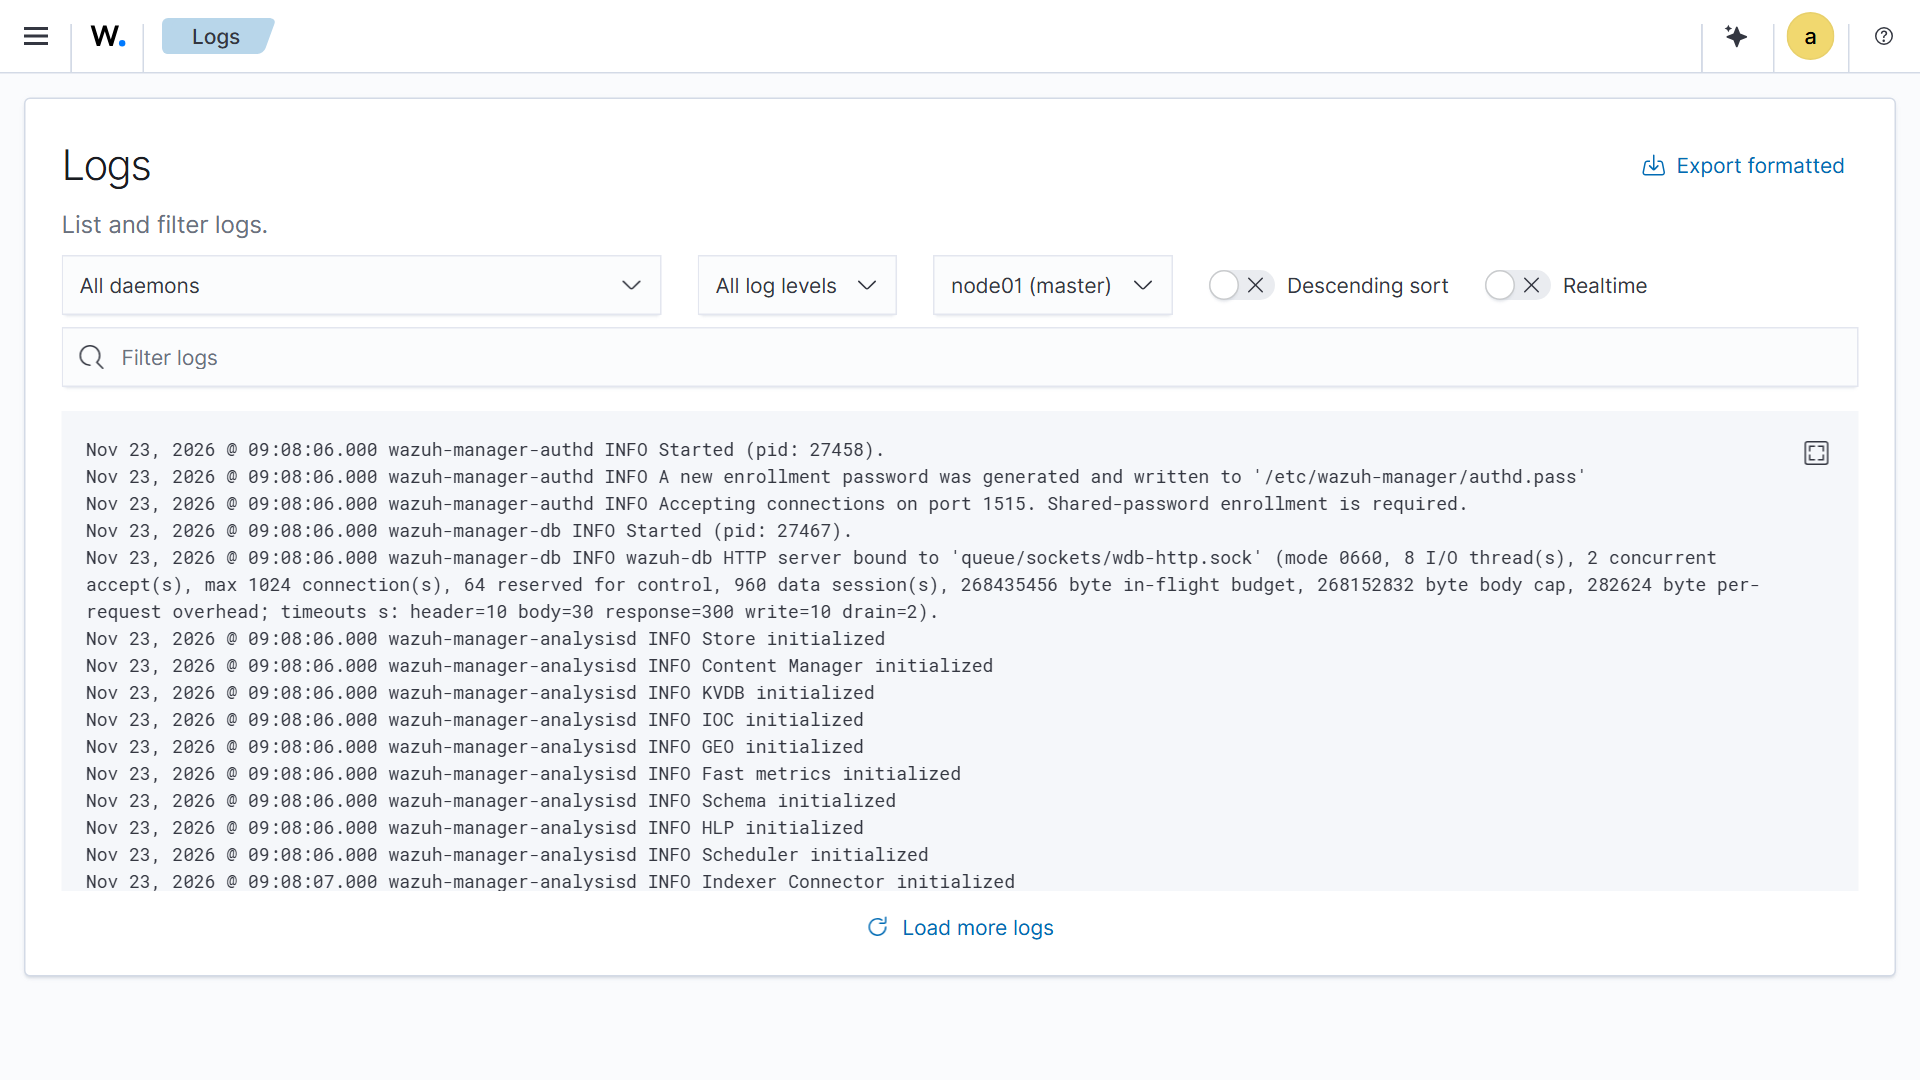 W.
Logs
a
Logs
Export formatted
List and filter logs.
All daemons
All log levels
node01 (master)
Descending sort
Realtime
Filter logs
Nov 23, 2026 @ 09:08:06.000 wazuh-manager-authd INFO Started (pid: 27458).
Nov 23, 2026 @ 09:08:06.000 wazuh-manager-authd INFO A new enrollment password was generated and written to '/etc/wazuh-manager/authd.pass'
Nov 23, 2026 @ 09:08:06.000 wazuh-manager-authd INFO Accepting connections on port 1515. Shared-password enrollment is required.
Nov 23, 2026 @ 09:08:06.000 wazuh-manager-db INFO Started (pid: 27467).
Nov 23, 2026 @ 09:08:06.000 wazuh-manager-db INFO wazuh-db HTTP server bound to 'queue/sockets/wdb-http.sock' (mode 0660, 8 I/O thread(s), 2 concurrent
accept(s), max 1024 connection(s), 64 reserved for control, 960 data session(s), 268435456 byte in-flight budget, 268152832 byte body cap, 282624 byte per-
request overhead; timeouts s: header=10 body=30 response=300 write=10 drain=2).
Nov 23, 2026 @ 09:08:06.000 wazuh-manager-analysisd INFO Store initialized
Nov 23, 2026 @ 09:08:06.000 wazuh-manager-analysisd INFO Content Manager initialized
Nov 23, 2026 @ 09:08:06.000 wazuh-manager-analysisd INFO KVDB initialized
Nov 23, 2026 @ 09:08:06.000 wazuh-manager-analysisd INFO IOC initialized
Nov 23, 2026 @ 09:08:06.000 wazuh-manager-analysisd INFO GEO initialized
Nov 23, 2026 @ 09:08:06.000 wazuh-manager-analysisd INFO Fast metrics initialized
Nov 23, 2026 @ 09:08:06.000 wazuh-manager-analysisd INFO Schema initialized
Nov 23, 2026 @ 09:08:06.000 wazuh-manager-analysisd INFO HLP initialized
Nov 23, 2026 @ 09:08:06.000 wazuh-manager-analysisd INFO Scheduler initialized
Nov 23, 2026 @ 09:08:07.000 wazuh-manager-analysisd INFO Indexer Connector initialized
Load more logs